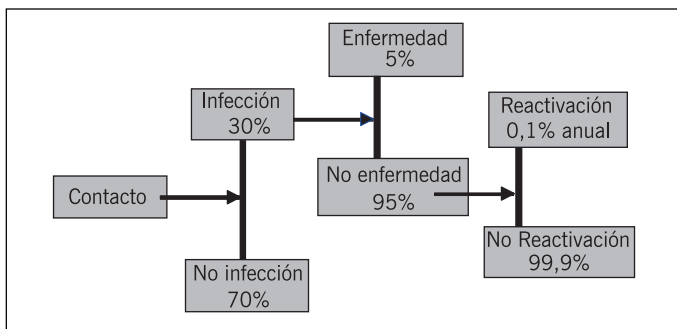 Enfermedad
5%
Infección
30%
Reactivación
0,1% anual
No enfermedad
95%
Contacto
No Reactivación
99,9%
No infección
70%